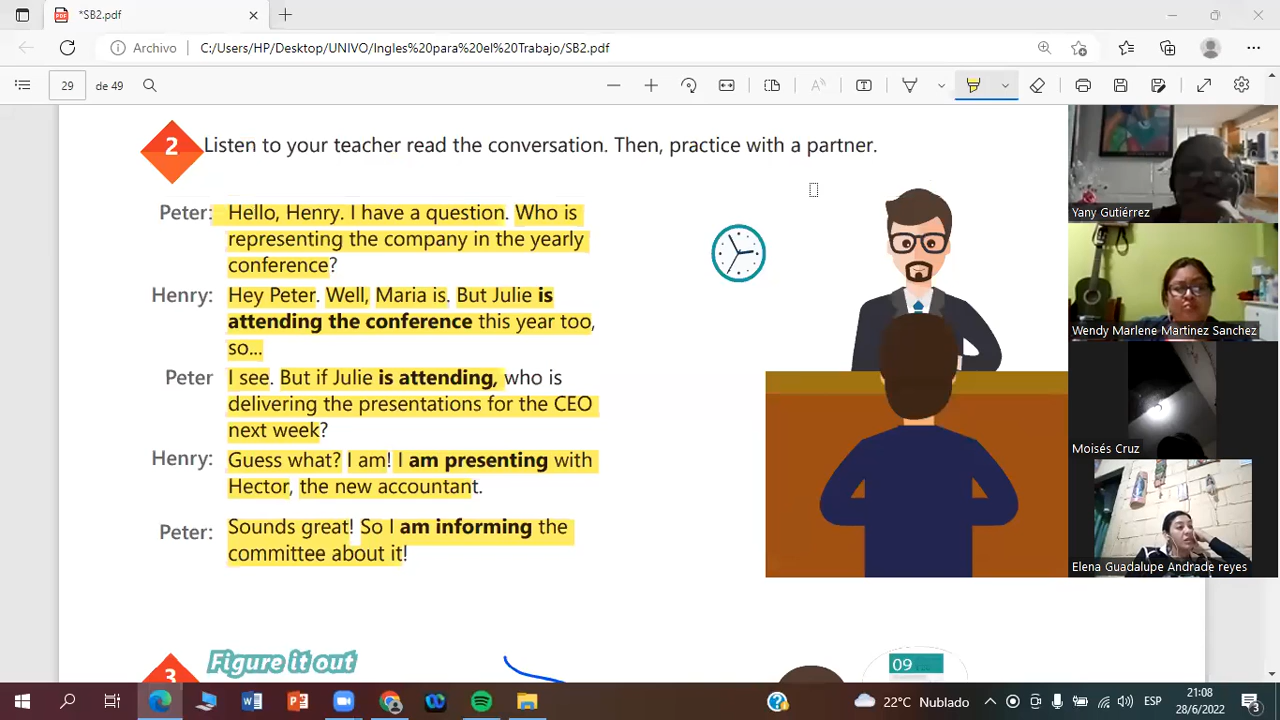 *SB2.pdf
Archivo
C:/Users/HP/Desktop/UNIVO/Ingles%20para%20el%20Trabajo/SB2.pdf
29
de 49
2
Listen to your teacher read the conversation. Then, practice with a partner.
Peter: Hello, Henry. I have a question. Who is
representing the company in the yearly
conference?
Henry: Hey Peter. Well, Maria is. But Julie is
attending the conference this year too,
so...
Peter I see. But if Julie is attending, who is
delivering the presentations for the CEO
next week?
Henry: Guess what? I am! I am presenting with
Hector, the new accountant.
Peter: Sounds great! So I am informing the
committee about it!
3
Figure it out
09
Yany Gutiérrez
Wendy Marlene Martinez Sanchez
Moisés Cruz
Elena Guadalupe Andrade reyes
22°C Nublado
ESP
21:08
28/6/2022
3